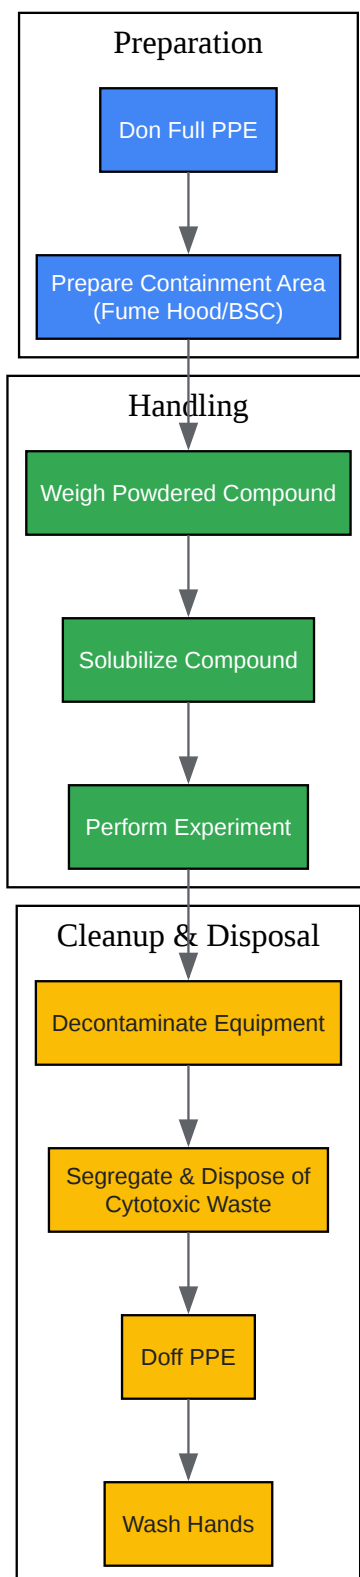 Preparation
Don Full PPE
Prepare Containment Area
(Fume Hood/BSC)
Handling
Weigh Powdered Compound
Solubilize Compound
Perform Experiment
Cleanup & Disposal
Decontaminate Equipment
Segregate & Dispose of
Cytotoxic Waste
Doff PPE
Wash Hands